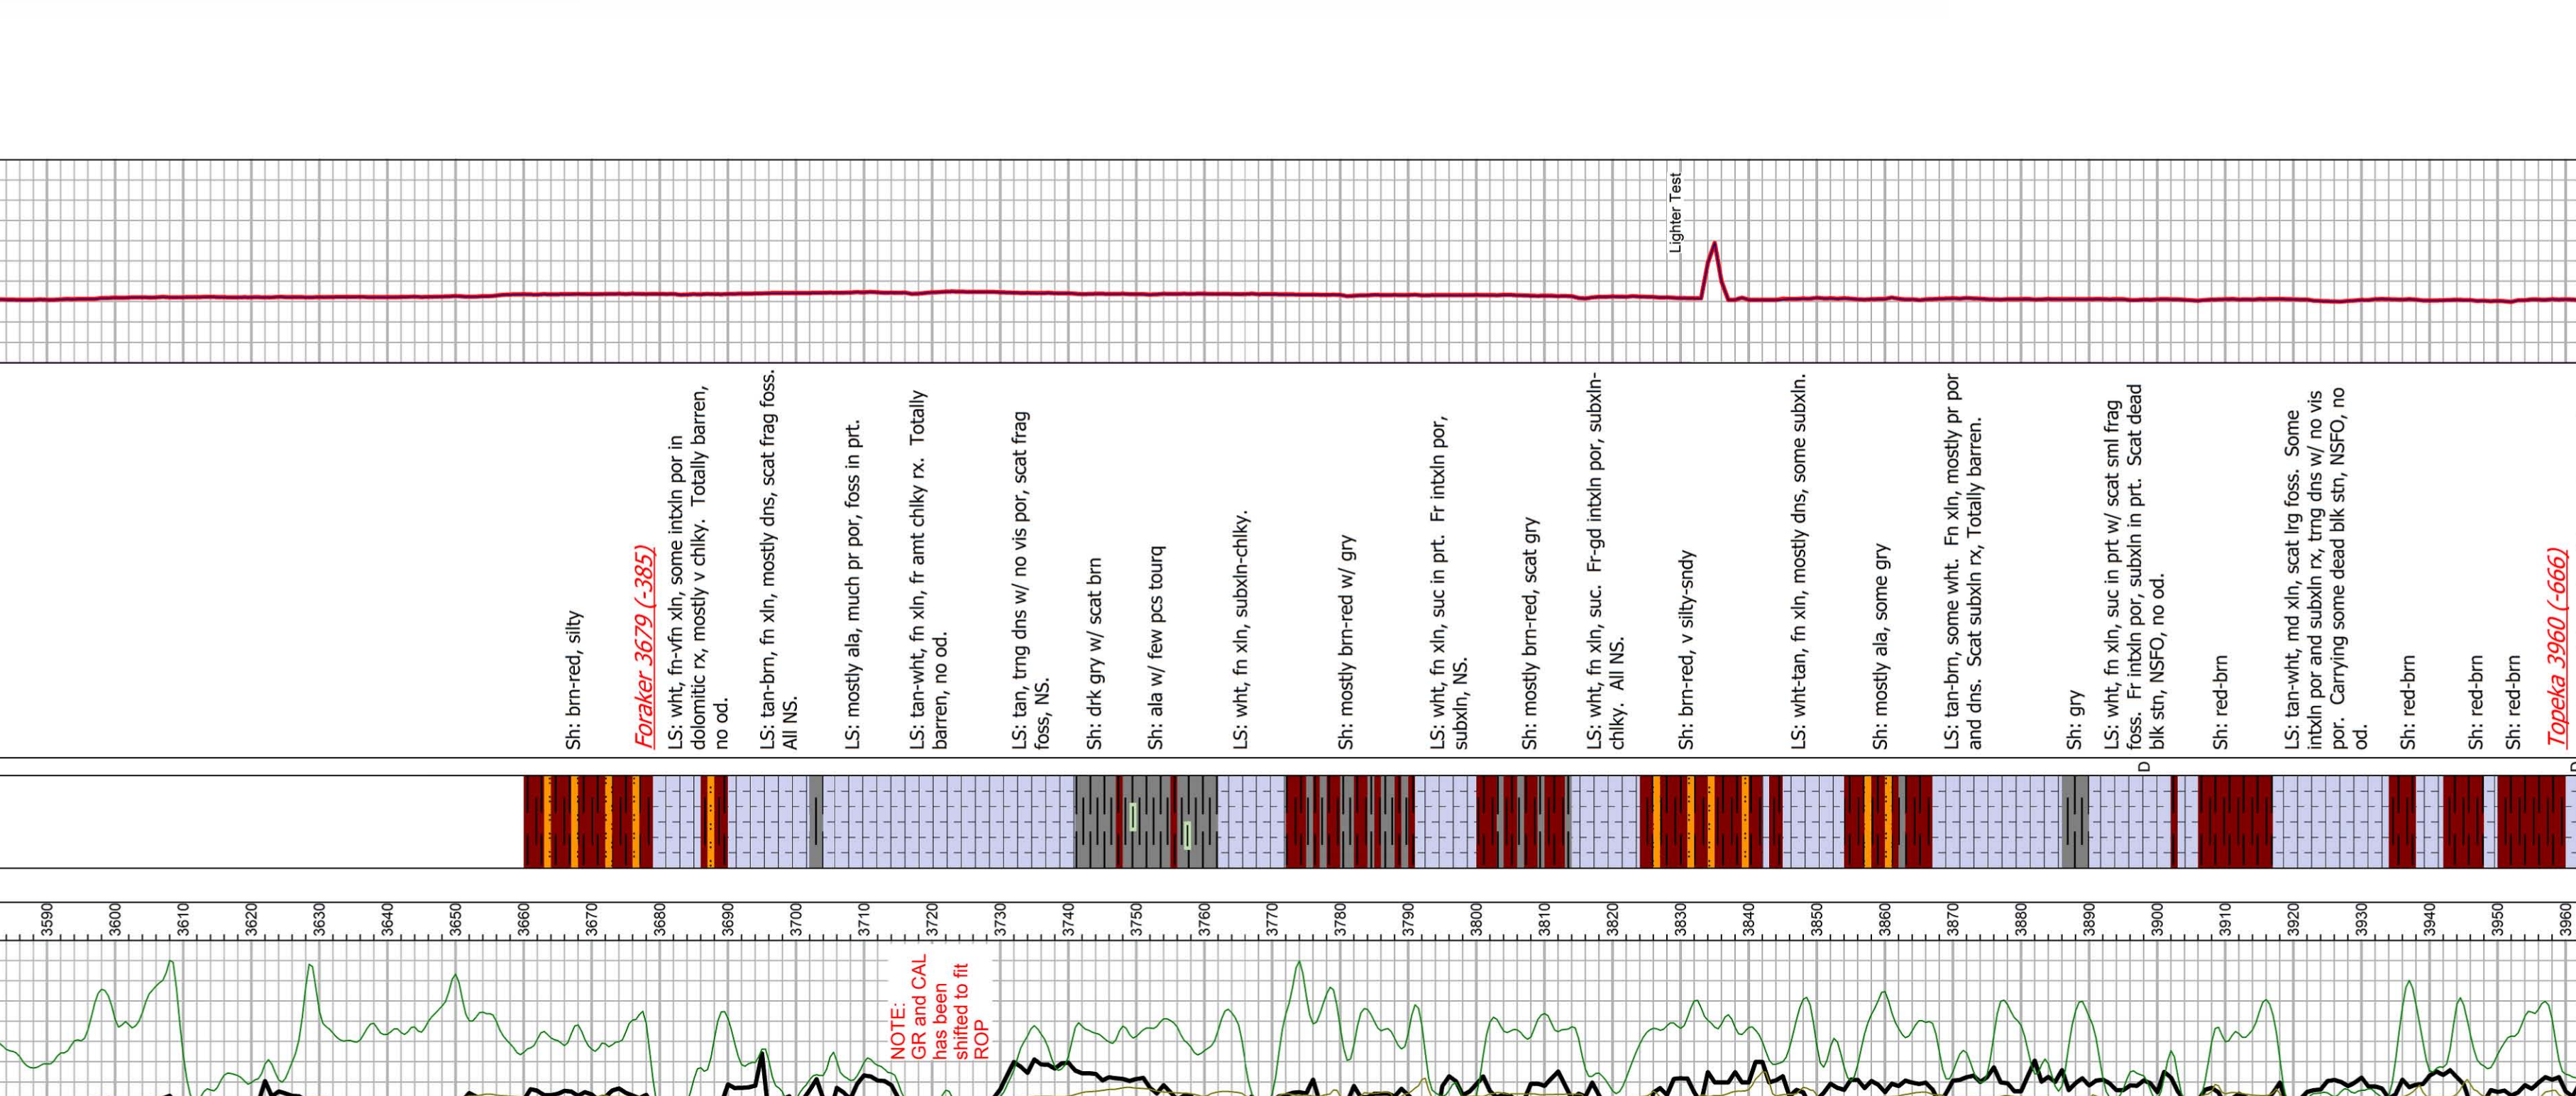 Lighter Test
Sh: brn-red, silty
Foraker 3679 (-385)
LS: wht, fn-vfn xln, some intxln por in
dolomitic rx, mostly v chlky.  Totally barren,
no od.
LS: tan-brn, fn xln, mostly dns, scat frag foss.
All NS.
LS: mostly ala, much pr por, foss in prt.
LS: tan-wht, fn xln, fr amt chlky rx.  Totally
barren, no od.
LS: tan, trng dns w/ no vis por, scat frag
foss, NS.
Sh: drk gry w/ scat brn
Sh: ala w/ few pcs tourq
LS: wht, fn xln, subxln-chlky.
Sh: mostly brn-red w/ gry
LS: wht, fn xln, suc in prt.  Fr intxln por,
subxln, NS.
Sh: mostly brn-red, scat gry
LS: wht, fn xln, suc.  Fr-gd intxln por, subxln-
chlky.  All NS.
Sh: brn-red, v silty-sndy
LS: wht-tan, fn xln, mostly dns, some subxln.
Sh: mostly ala, some gry
LS: tan-brn, some wht.  Fn xln, mostly pr por
and dns.  Scat subxln rx, Totally barren.
Sh: gry
LS: wht, fn xln, suc in prt w/ scat sml frag
foss.  Fr intxln por, subxln in prt.  Scat dead
blk stn, NSFO, no od.
Sh: red-brn
LS: tan-wht, md xln, scat lrg foss.  Some
intxln por and subxln rx, trng dns w/ no vis
por.  Carrying some dead blk stn, NSFO, no
od.
Sh: red-brn
Sh: red-brn
Sh: red-brn
Topeka 3960 (-666)
D
3590
3600
3610
3620
3630
3640
3650
3660
3670
3680
3690
3700
3710
3720
3730
3740
3750
3760
3770
3780
3790
3800
3810
3820
3830
3840
3850
3860
3870
3880
3890
3900
3910
3920
3930
3940
3950
3960
NOTE:
GR and CAL
has been
shifted to fit
ROP